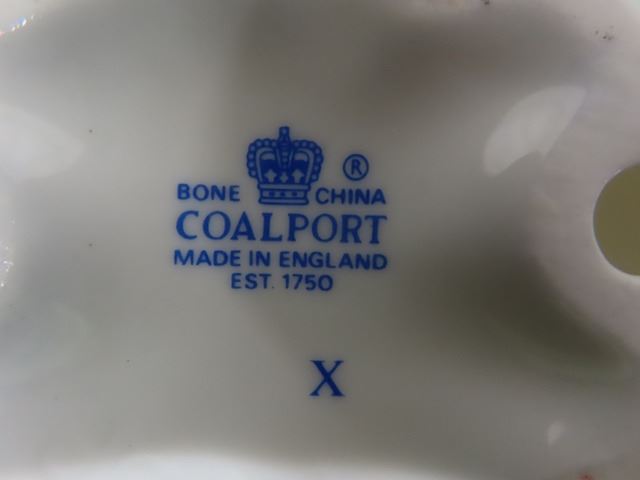 ®
BONE CHINA
COALPORT
MADE IN ENGLAND
EST. 1750
X